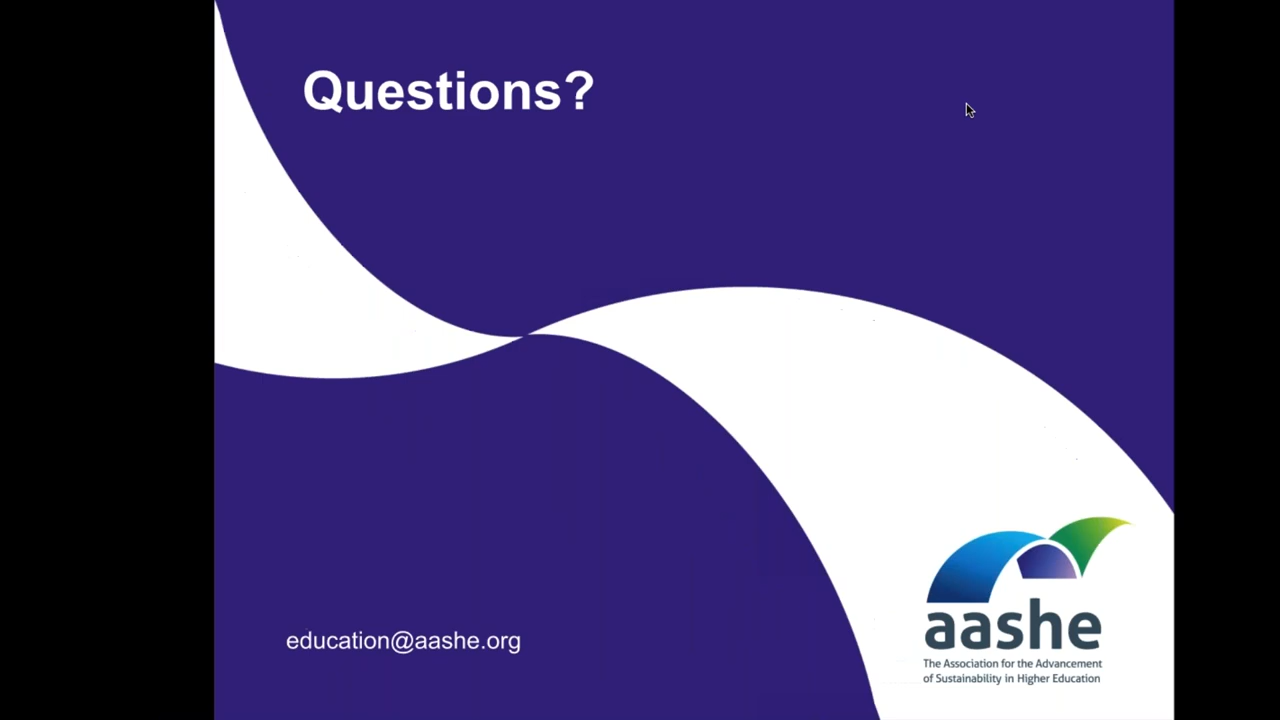 Questions?
education@aashe.org
aashe
The Association for the Advancement
of Sustainability in Higher Education